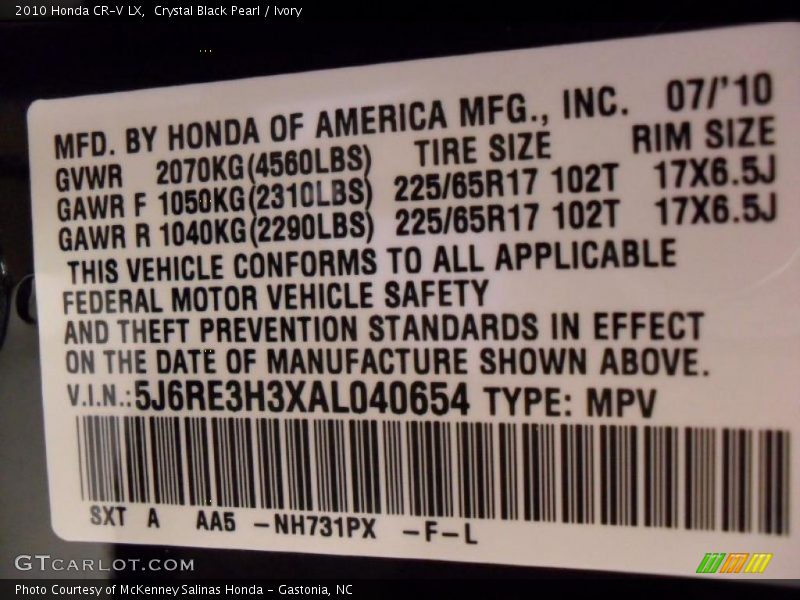 2010 Honda CR-V LX,  Crystal Black Pearl / Ivory
MFD. BY HONDA OF AMERICA MFG., INC. 07/'10
GVWR 2070KG(4560LBS) TIRE SIZE RIM SIZE
GAWR F 1050KG(2310LBS) 225/65R17 102T 17X6.5J
GAWR R 1040KG(2290LBS) 225/65R17 102T 17X6.5J
THIS VEHICLE CONFORMS TO ALL APPLICABLE
FEDERAL MOTOR VEHICLE SAFETY
AND THEFT PREVENTION STANDARDS IN EFFECT
ON THE DATE OF MANUFACTURE SHOWN ABOVE.
V.I.N.:5J6RE3H3XAL040654 TYPE: MPV
SXT A AA5 -NH731PX -F-L
GTCARLOT.COM
Photo Courtesy of McKenney Salinas Honda - Gastonia, NC